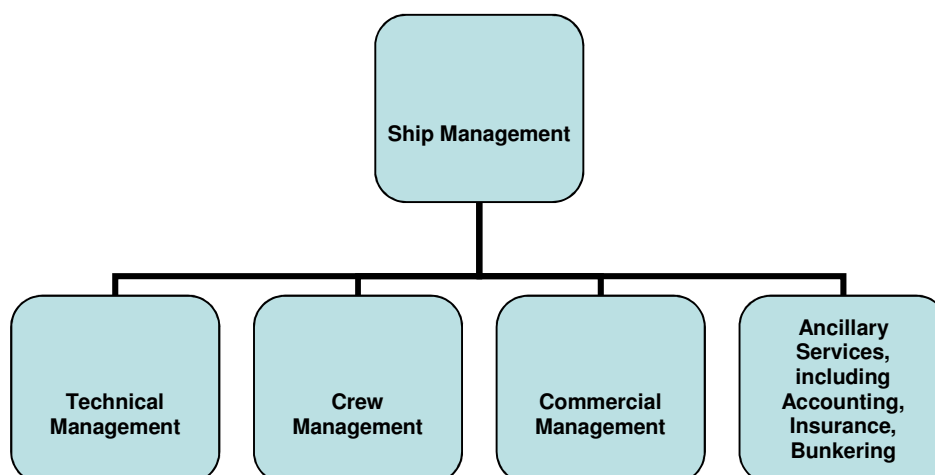 Ship Management
Technical
Management
Crew
Management
Commercial
Management
Ancillary
Services,
including
Accounting,
Insurance,
Bunkering